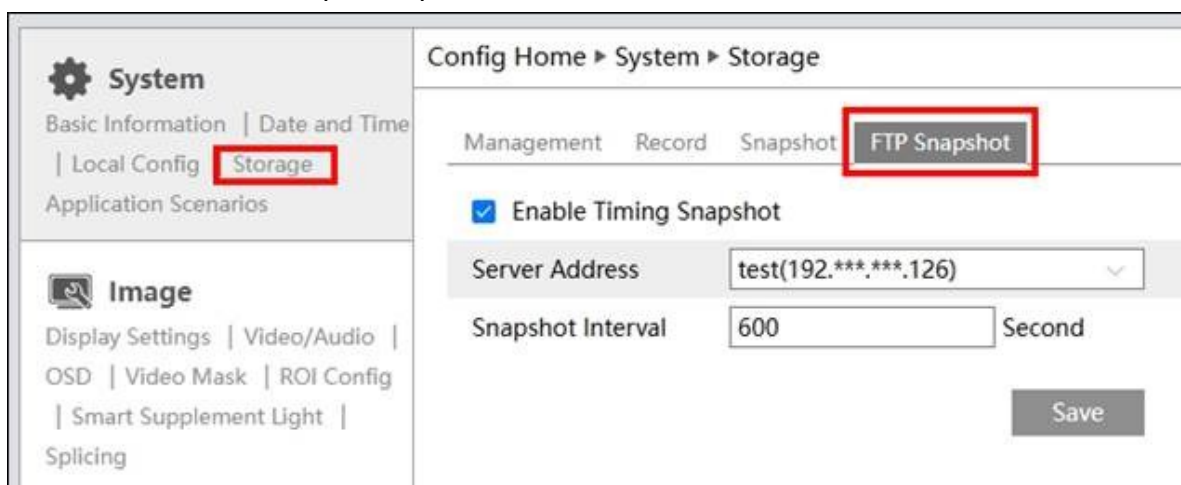 System
Basic Information | Date and Time
| Local Config Storage
Application Scenarios
Image
Display Settings | Video/Audio |
OSD | Video Mask | ROI Config
| Smart Supplement Light |
Splicing
Config Home ▶ System ▶ Storage
Management Record Snapshot FTP Snapshot
Enable Timing Snapshot
Server Address test(192.***.***.126)
Snapshot Interval 600 Second
Save